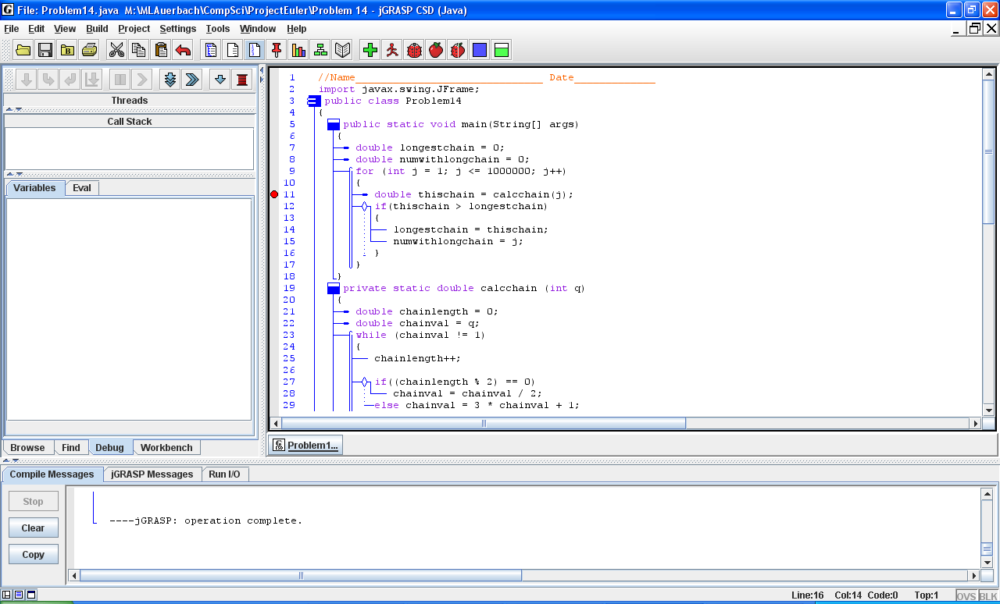 File: Problem14.java  M:\MLAuerbach\CompSci\ProjectEuler\Problem 14 - jGRASP CSD (Java)
File Edit View Build Project Settings Tools Window Help
Threads
Call Stack
Variables Eval
1 //Name______________________________ Date_____________
2 import javax.swing.JFrame;
3 public class Problem14
4 {
5 public static void main(String[] args)
6 {
7 double longestchain = 0;
8 double numwithlongchain = 0;
9 for (int j = 1; j <= 1000000; j++)
10 {
11 double thischain = calcchain(j);
12 if(thischain > longestchain)
13 {
14 longestchain = thischain;
15 numwithlongchain = j;
16 }
17 }
18 }
19 private static double calcchain (int q)
20 {
21 double chainlength = 0;
22 double chainval = q;
23 while (chainval != 1)
24 {
25 chainlength++;
26
27 if((chainlength % 2) == 0)
28 chainval = chainval / 2;
29 else chainval = 3 * chainval + 1;
Browse Find Debug Workbench
Problem1...
Compile Messages jGRASP Messages Run I/O
Stop
----jGRASP: operation complete.
Clear
Copy
Line:16 Col:14 Code:0 Top:1 OVS BLK